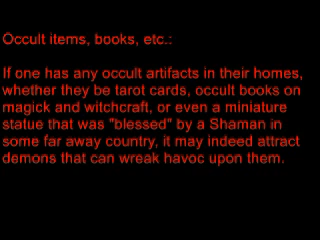 Occult items, books, etc.:
If one has any occult artifacts in their homes,
whether they be tarot cards, occult books on
magick and witchcraft, or even a miniature
statue that was "blessed" by a Shaman in
some far away country, it may indeed attract
demons that can wreak havoc upon them.